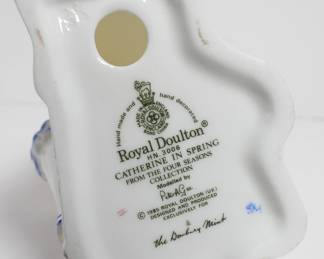 Hand made and hand decorated
Royal Doulton®
HN 3006
CATHERINE IN SPRING
FROM THE FOUR SEASONS
COLLECTION
Modelled by
© 1985 ROYAL DOULTON (UK)
DESIGNED AND PRODUCED
EXCLUSIVELY FOR
the Danbury Mint